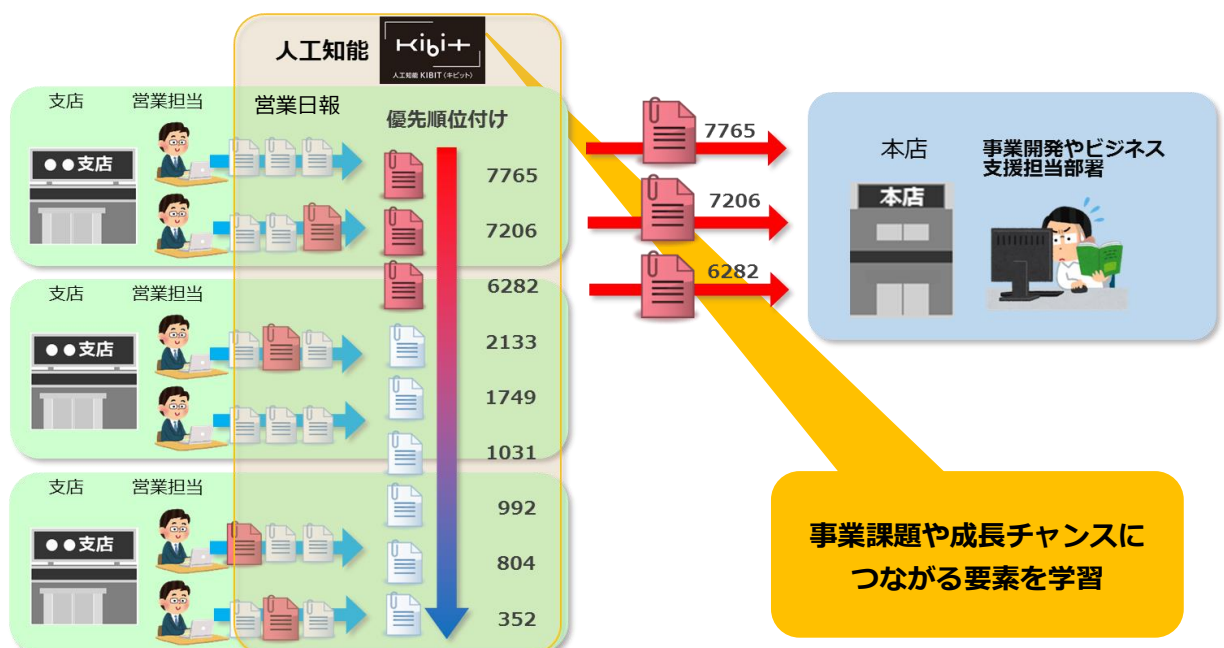 人工知能
Kibit
人工知能 KIBIT (キビット)
支店
営業担当
営業日報
優先順位付け
●●支店
7765
7206
6282
支店
営業担当
●●支店
2133
1749
1031
支店
営業担当
●●支店
992
804
352
7765
7206
6282
本店
事業開発やビジネス
支援担当部署
本店
事業課題や成長チャンスに
つながる要素を学習